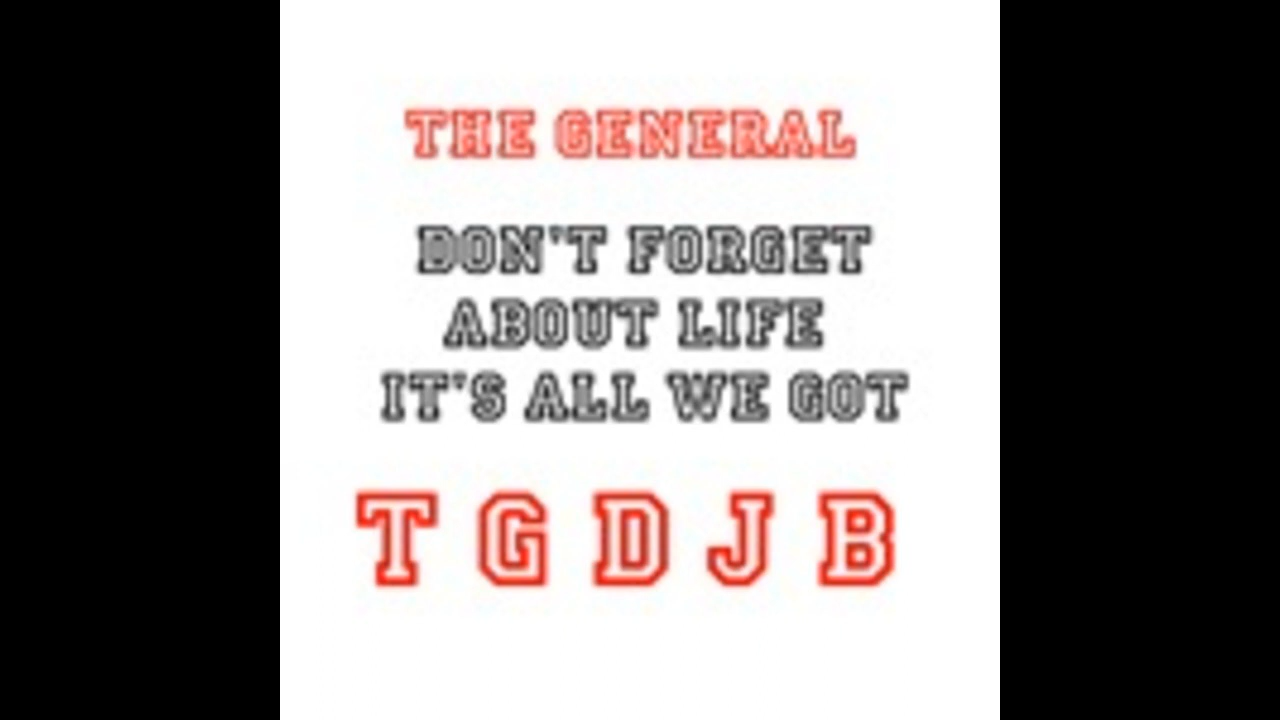 THE GENERAL
DON'T FORGET
ABOUT LIFE
IT'S ALL WE GOT
T G D J B